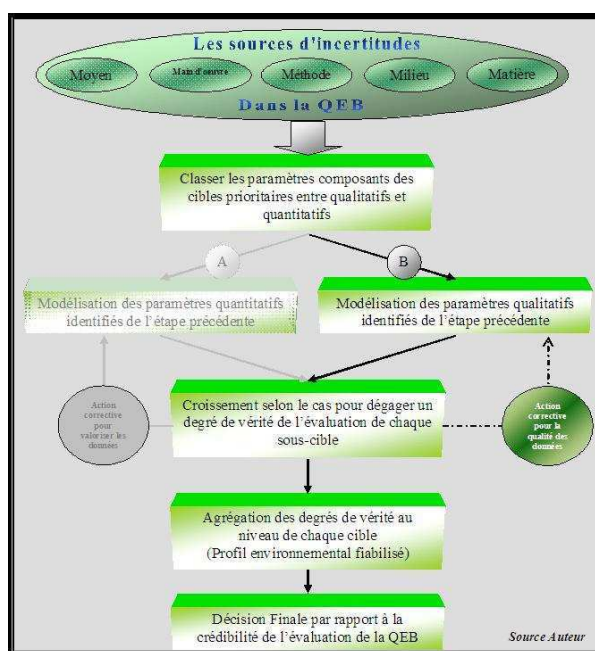 Les sources d'incertitudes
Moyen
Main d'oeuvre
Méthode
Milieu
Matière
Dans la QEB
Classer les paramètres composants des
cibles prioritaires entre qualitatifs et
quantitatifs
A
B
Modélisation des paramètres quantitatifs
identifiés de l'étape précédente
Modélisation des paramètres qualitatifs
identifiés de l'étape précédente
Action
corrective
pour
valoriser les
données
Croissement selon le cas pour dégager un
degré de vérité de l'évaluation de chaque
sous-cible
Action
corrective
pour la
qualité des
données
Agrégation des degrés de vérité au
niveau de chaque cible
(Profil environnemental fiabilisé)
Décision Finale par rapport à la
crédibilité de l'évaluation de la QEB
Source Auteur